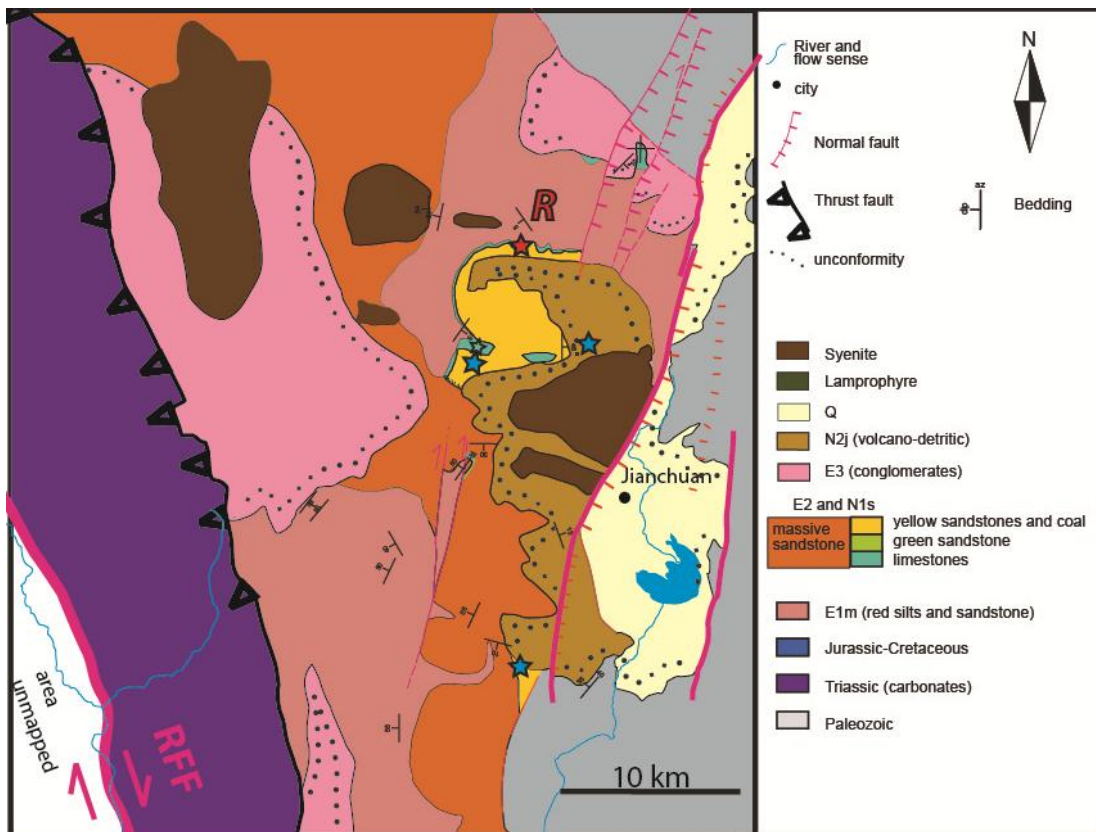 R
Jianchuan
10 km
area
unmapped
RFF
N
River and
flow sense
city
Normal fault
Thrust fault
az
Bedding
unconformity
Syenite
Lamprophyre
Q
N2j (volcano-detritic)
E3 (conglomerates)
E2 and N1s
massive
sandstone
yellow sandstones and coal
green sandstone
limestones
E1m (red silts and sandstone)
Jurassic-Cretaceous
Triassic (carbonates)
Paleozoic